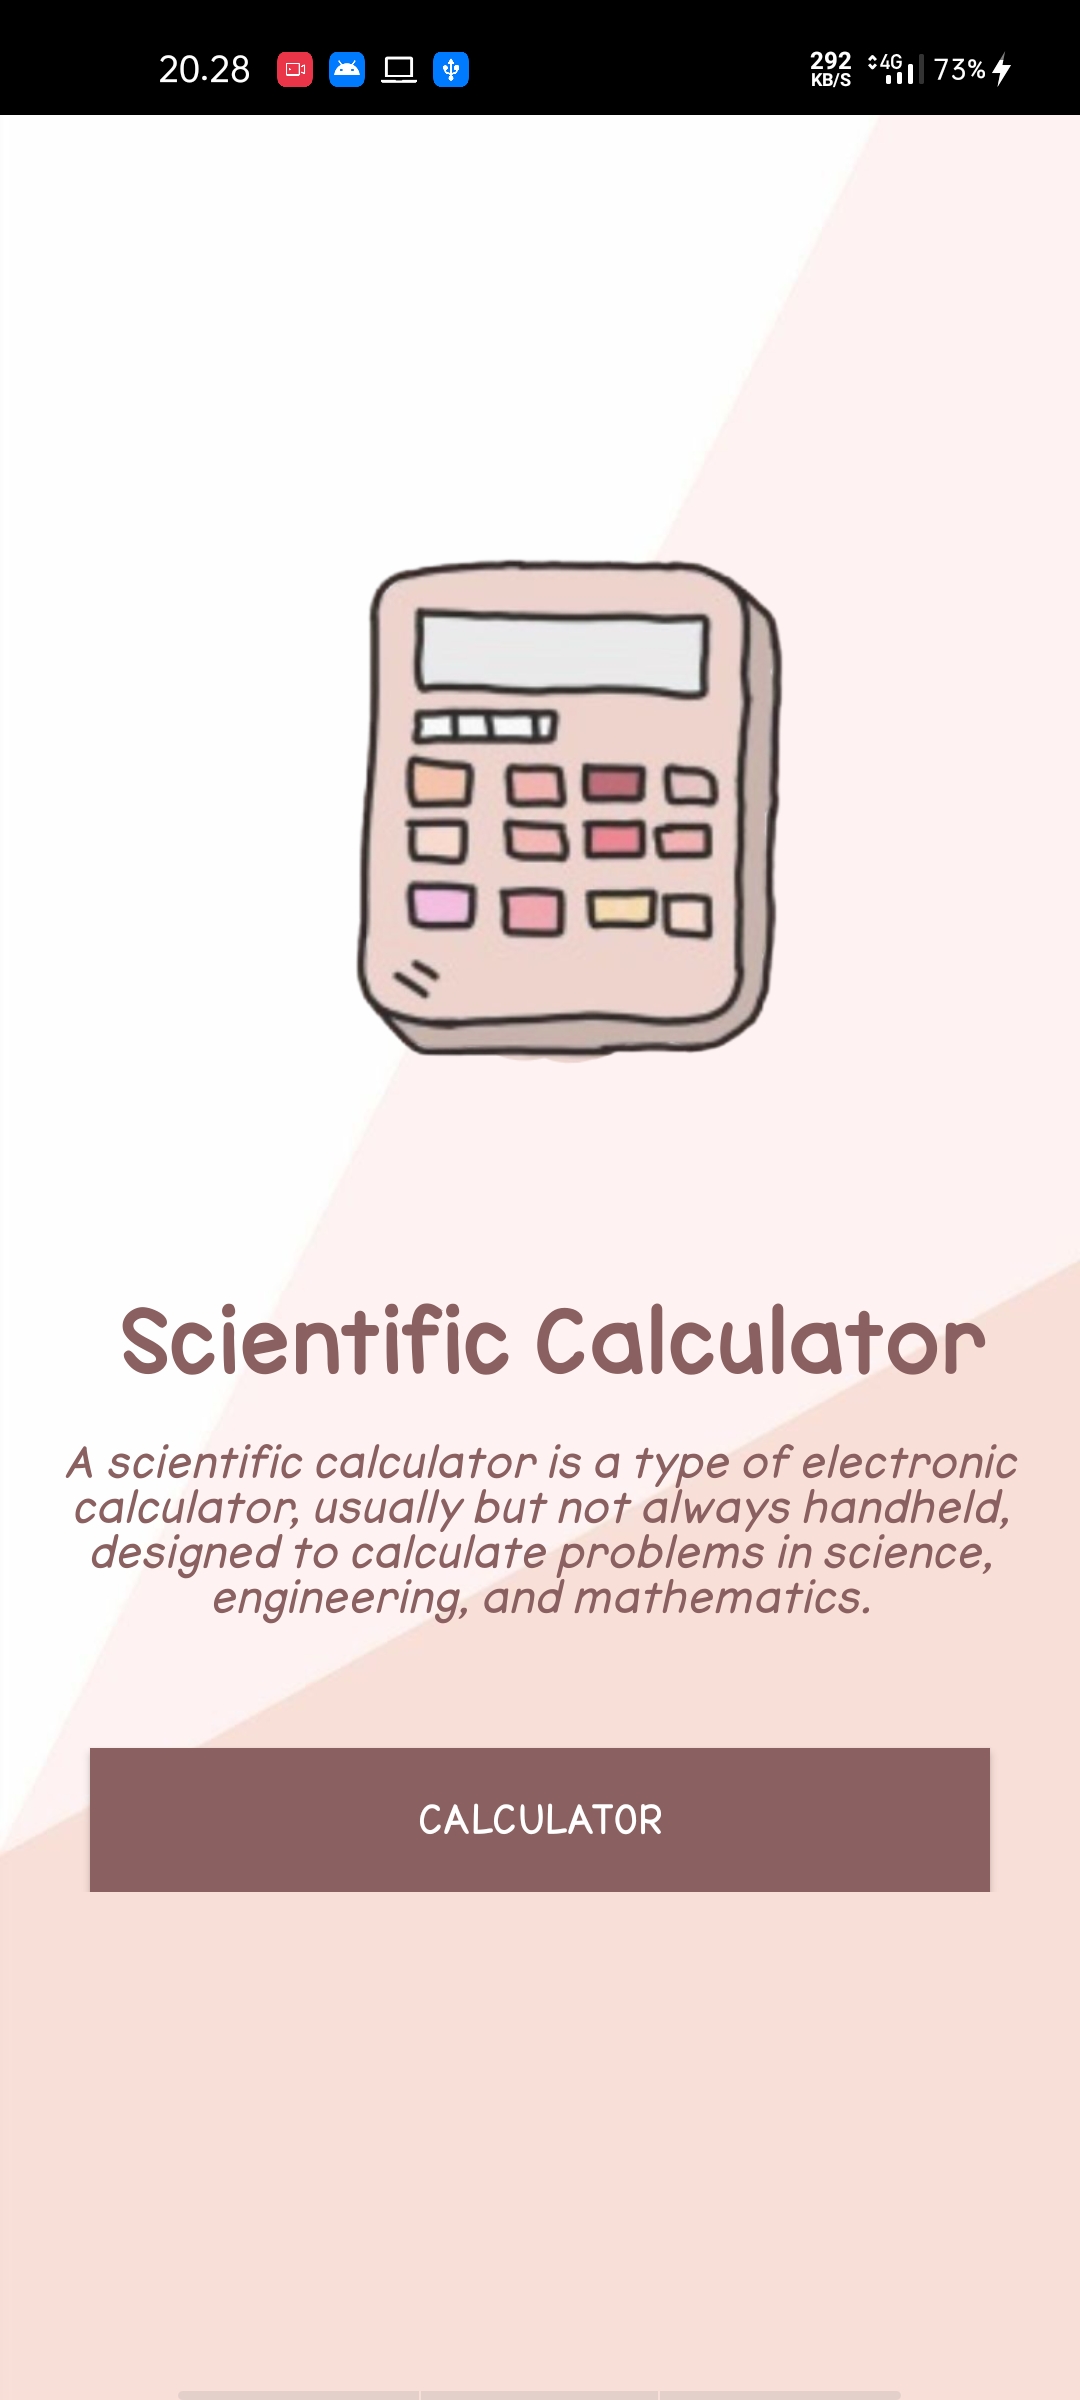 20.28
292
KB/S
4G
73%
Scientific Calculator
A scientific calculator is a type of electronic
calculator, usually but not always handheld,
designed to calculate problems in science,
engineering, and mathematics.
CALCULATOR